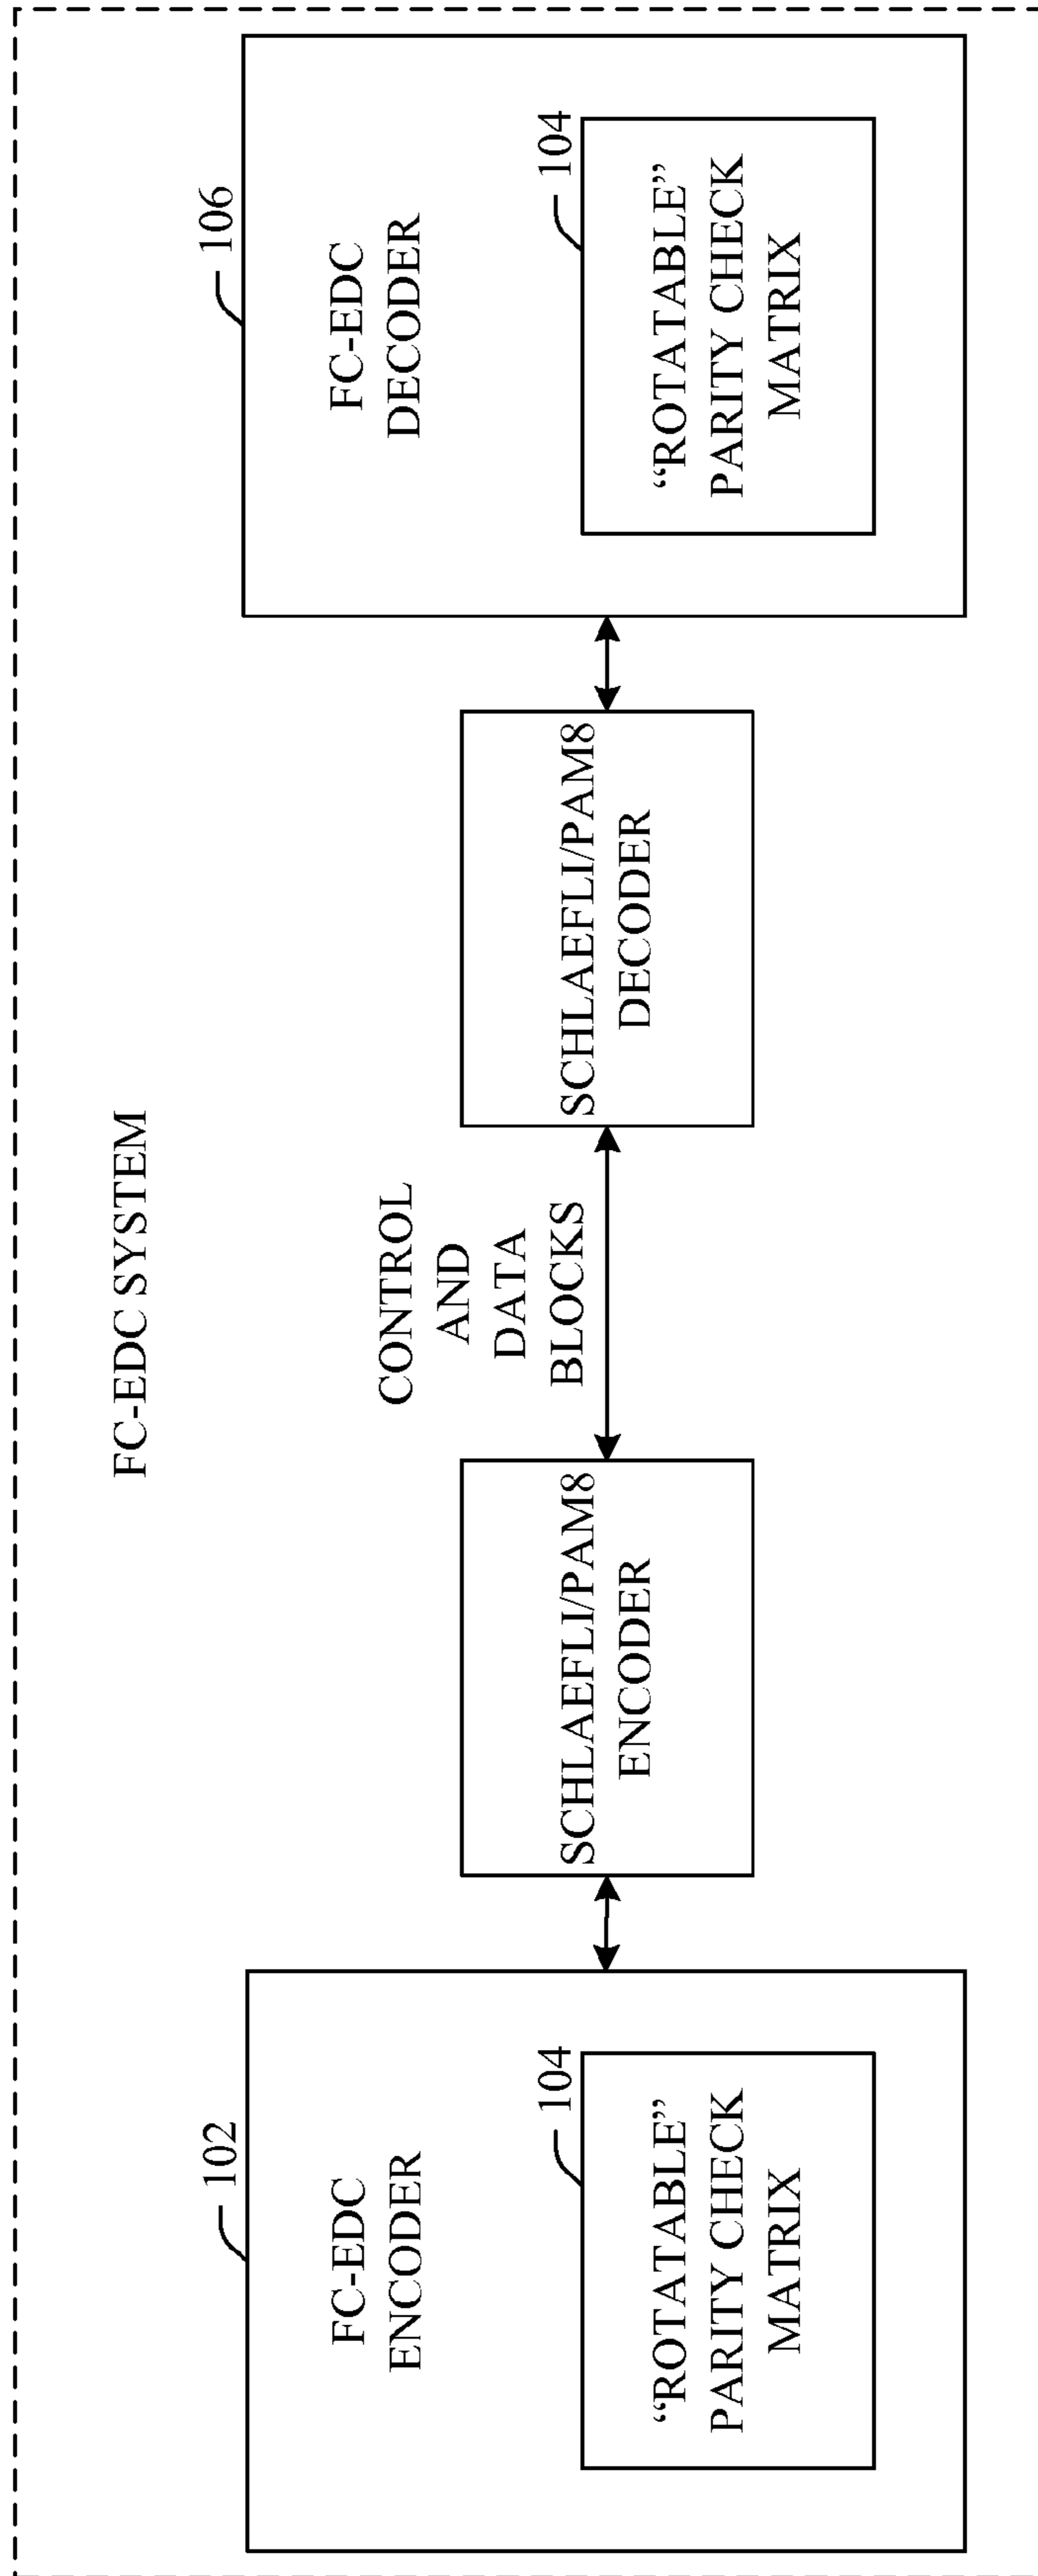 FC-EDC SYSTEM
102
FC-EDC
ENCODER
104
“ROTATABLE”
PARITY CHECK
MATRIX
SCHLAEFLI/PAM8
ENCODER
CONTROL
AND
DATA
BLOCKS
SCHLAEFLI/PAM8
DECODER
106
FC-EDC
DECODER
104
“ROTATABLE”
PARITY CHECK
MATRIX